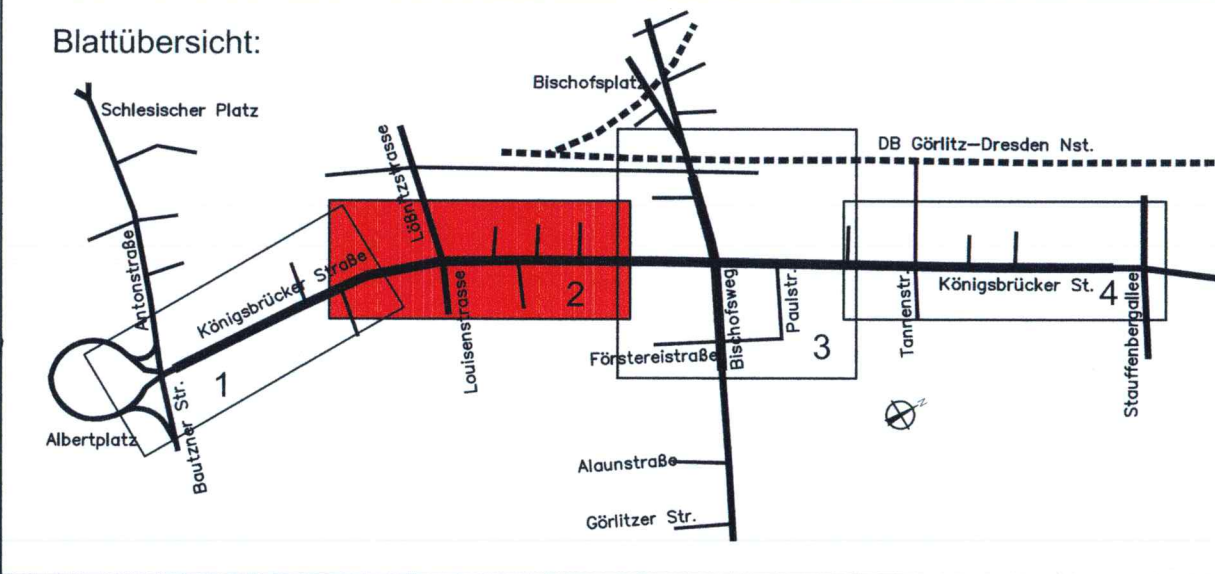 Blattübersicht:
Schlesischer Platz
Bischofsplatz
DB Görlitz-Dresden Nst.
Lößnitzstrasse
Antonstraße
Königsbrücker Straße
Louisenstrasse
2
Bischofsweg
Paulstr.
Tannenstr.
Königsbrücker St.
4
Stauffenbergallee
Förstereistraße
3
1
Albertplatz
Bautzner Str.
N
Alaunstraße
Görlitzer Str.